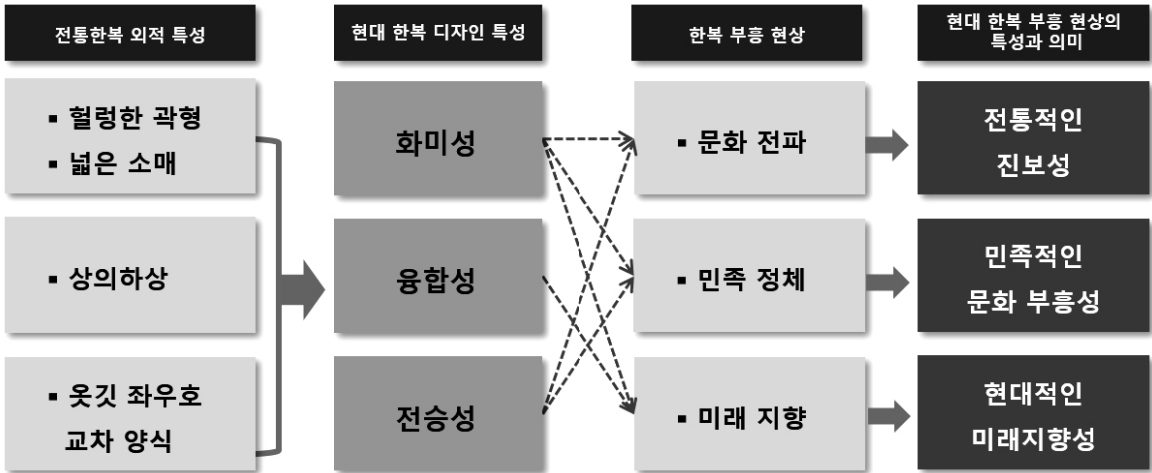 전통한복 외적 특성
현대 한복 디자인 특성
한복 부흥 현상
현대 한복 부흥 현상의
특성과 의미
▪ 헐렁한 곽형
▪ 넓은 소매
화미성
▪ 문화 전파
전통적인
진보성
▪ 상의하상
융합성
▪ 민족 정체
민족적인
문화 부흥성
▪ 옷깃 좌우호
교차 양식
전승성
▪ 미래 지향
현대적인
미래지향성